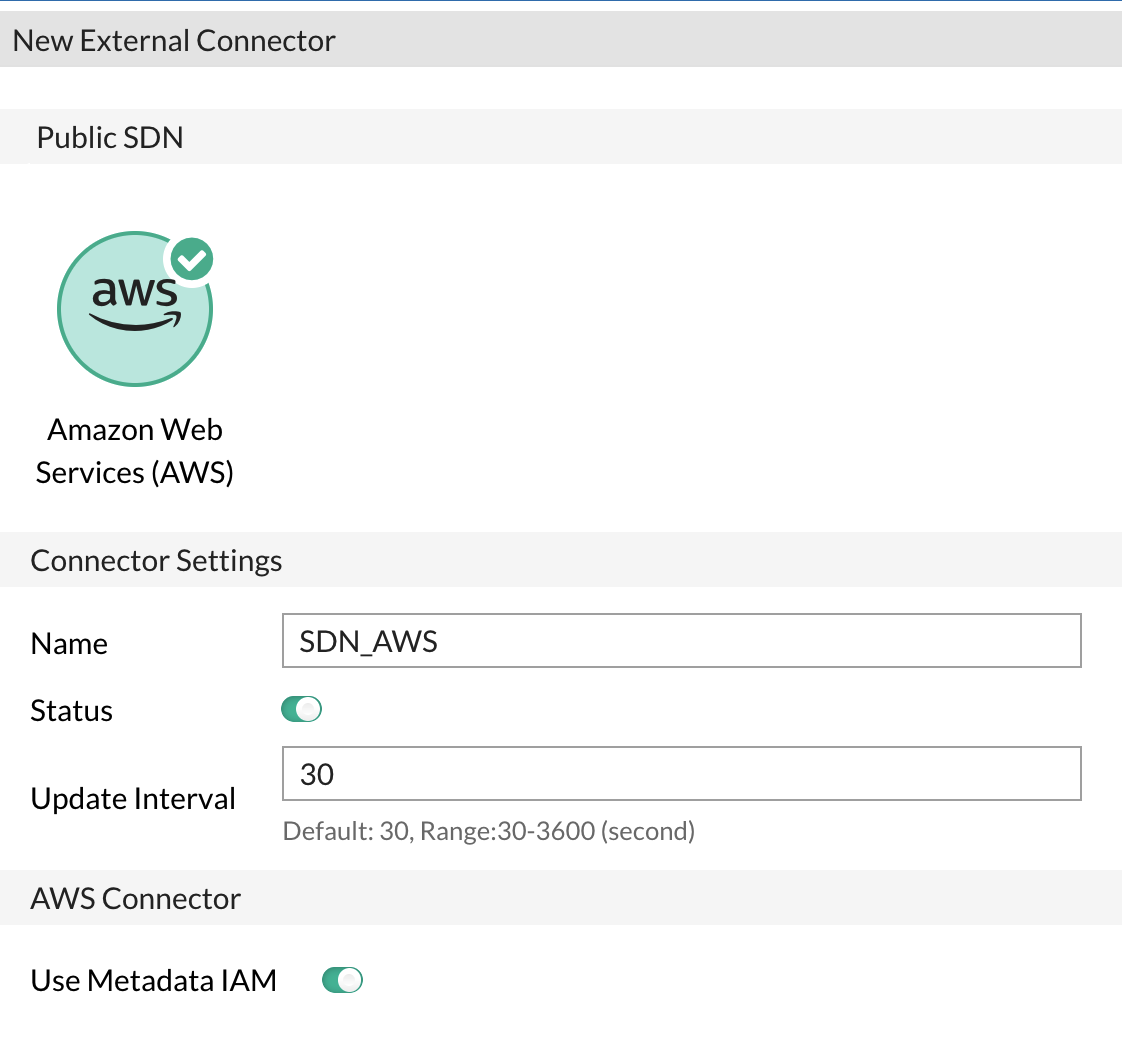 New External Connector
Public SDN
aws
Amazon Web
Services (AWS)
Connector Settings
Name
SDN_AWS
Status
Update Interval
30
Default: 30, Range:30-3600 (second)
AWS Connector
Use Metadata IAM